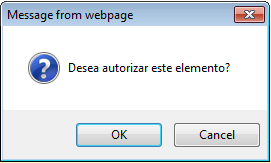 Message from webpage
Desea autorizar este elemento?
OK
Cancel